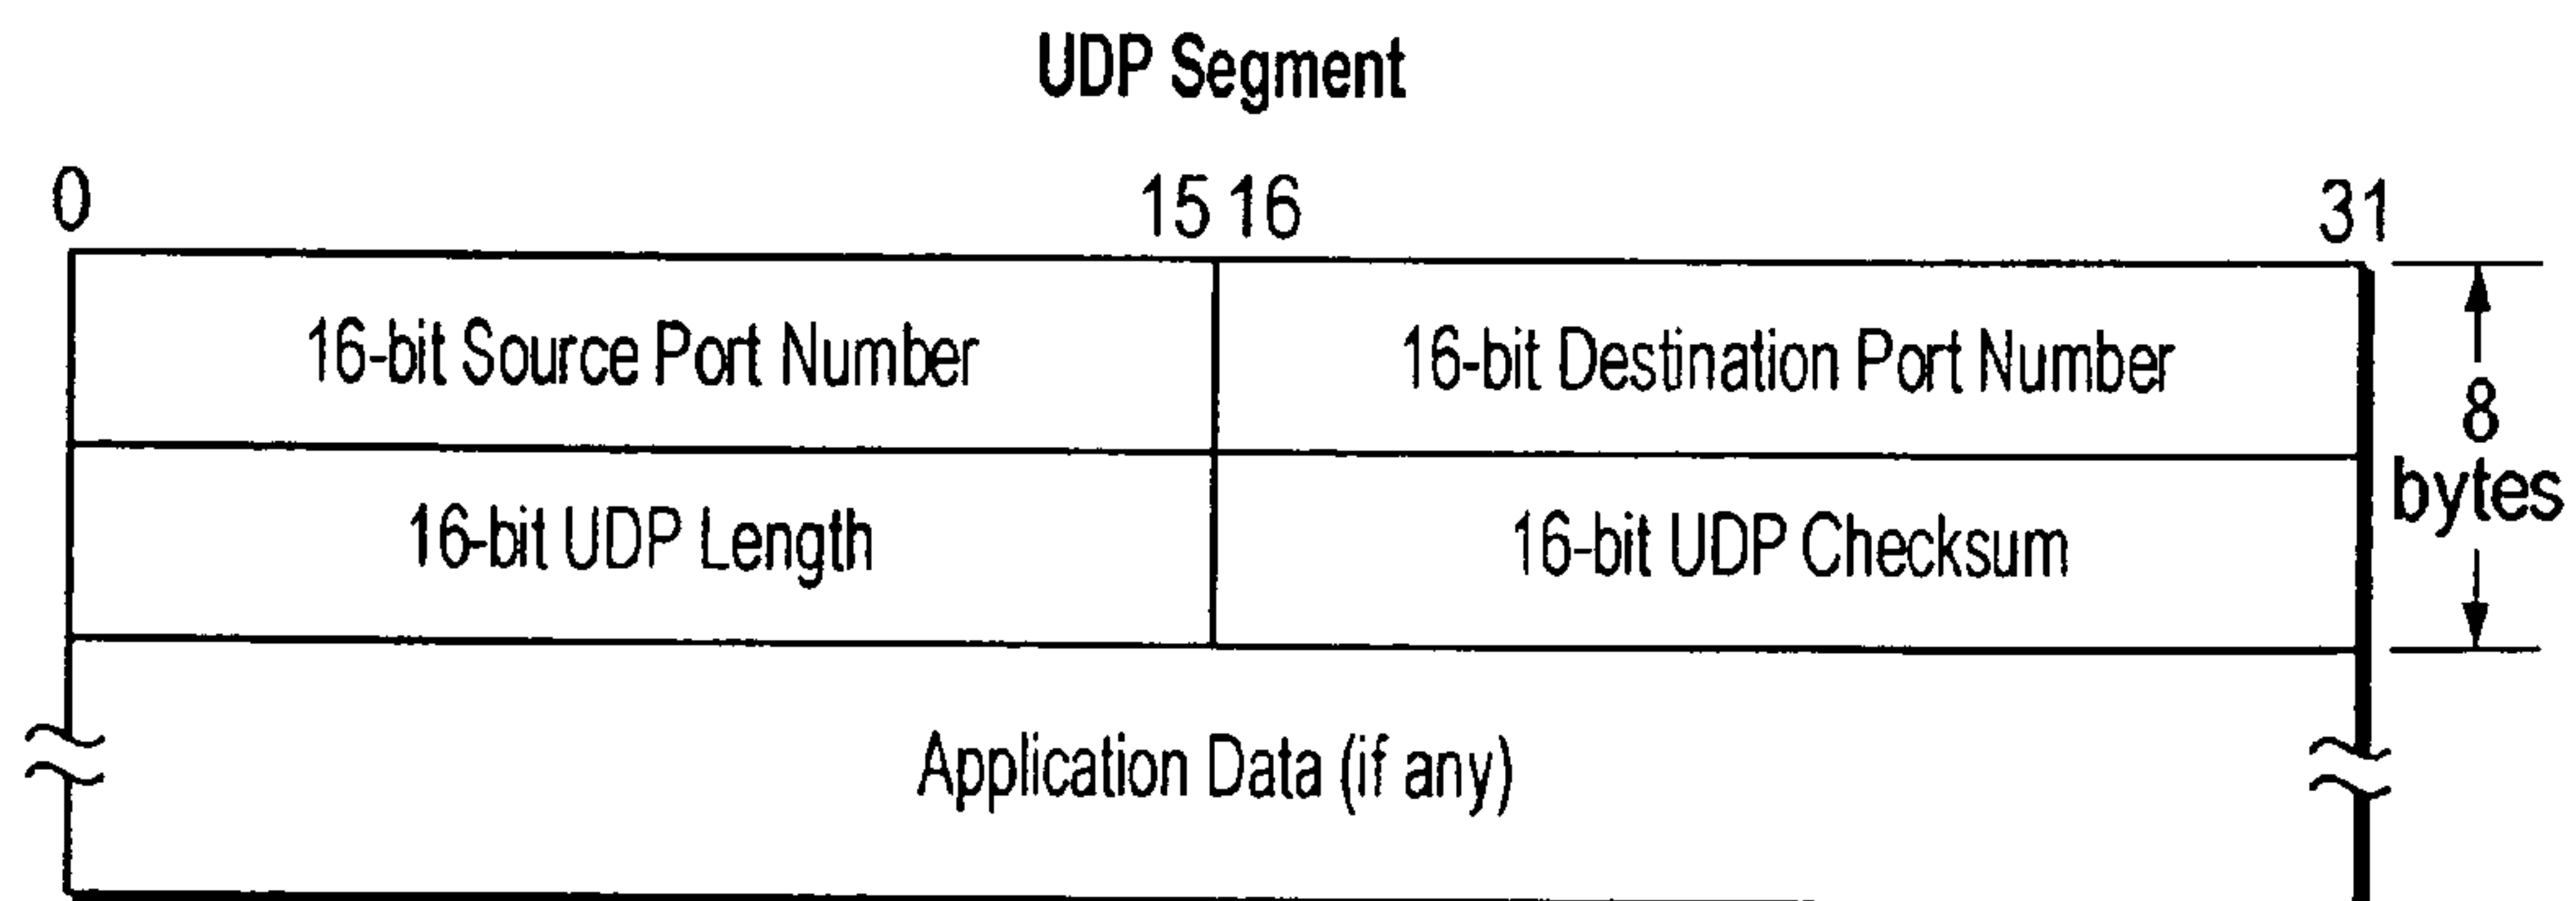 UDP Segment
0 15 16 31
16-bit Source Port Number 16-bit Destination Port Number
8
bytes
16-bit UDP Length 16-bit UDP Checksum
Application Data (if any)